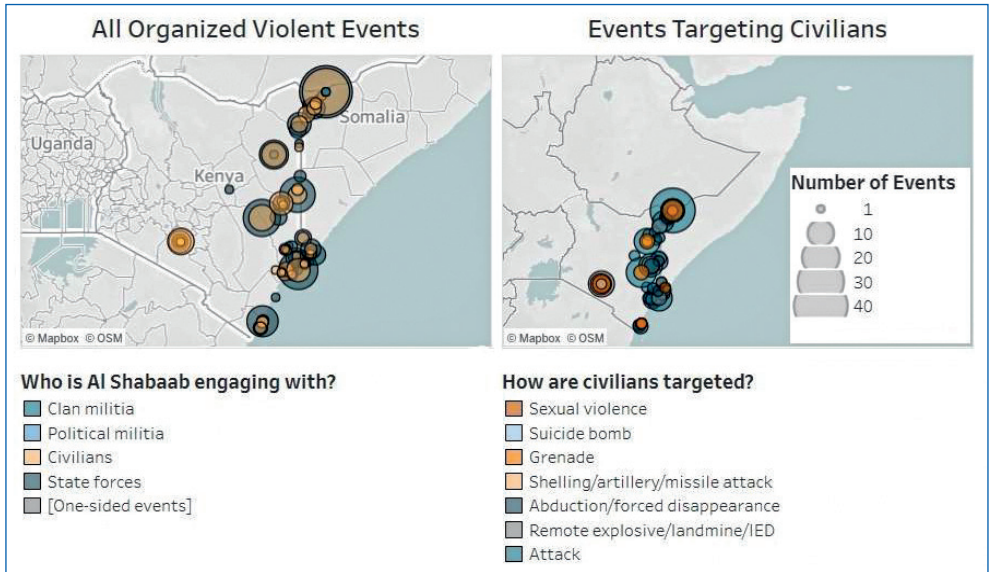 All Organized Violent Events
Events Targeting Civilians
Uganda
Kenya
Somalia
© Mapbox © OSM
© Mapbox © OSM
Number of Events
1
10
20
30
40
Who is Al Shabaab engaging with?
Clan militia
Political militia
Civilians
State forces
[One-sided events]
How are civilians targeted?
Sexual violence
Suicide bomb
Grenade
Shelling/artillery/missile attack
Abduction/forced disappearance
Remote explosive/landmine/IED
Attack